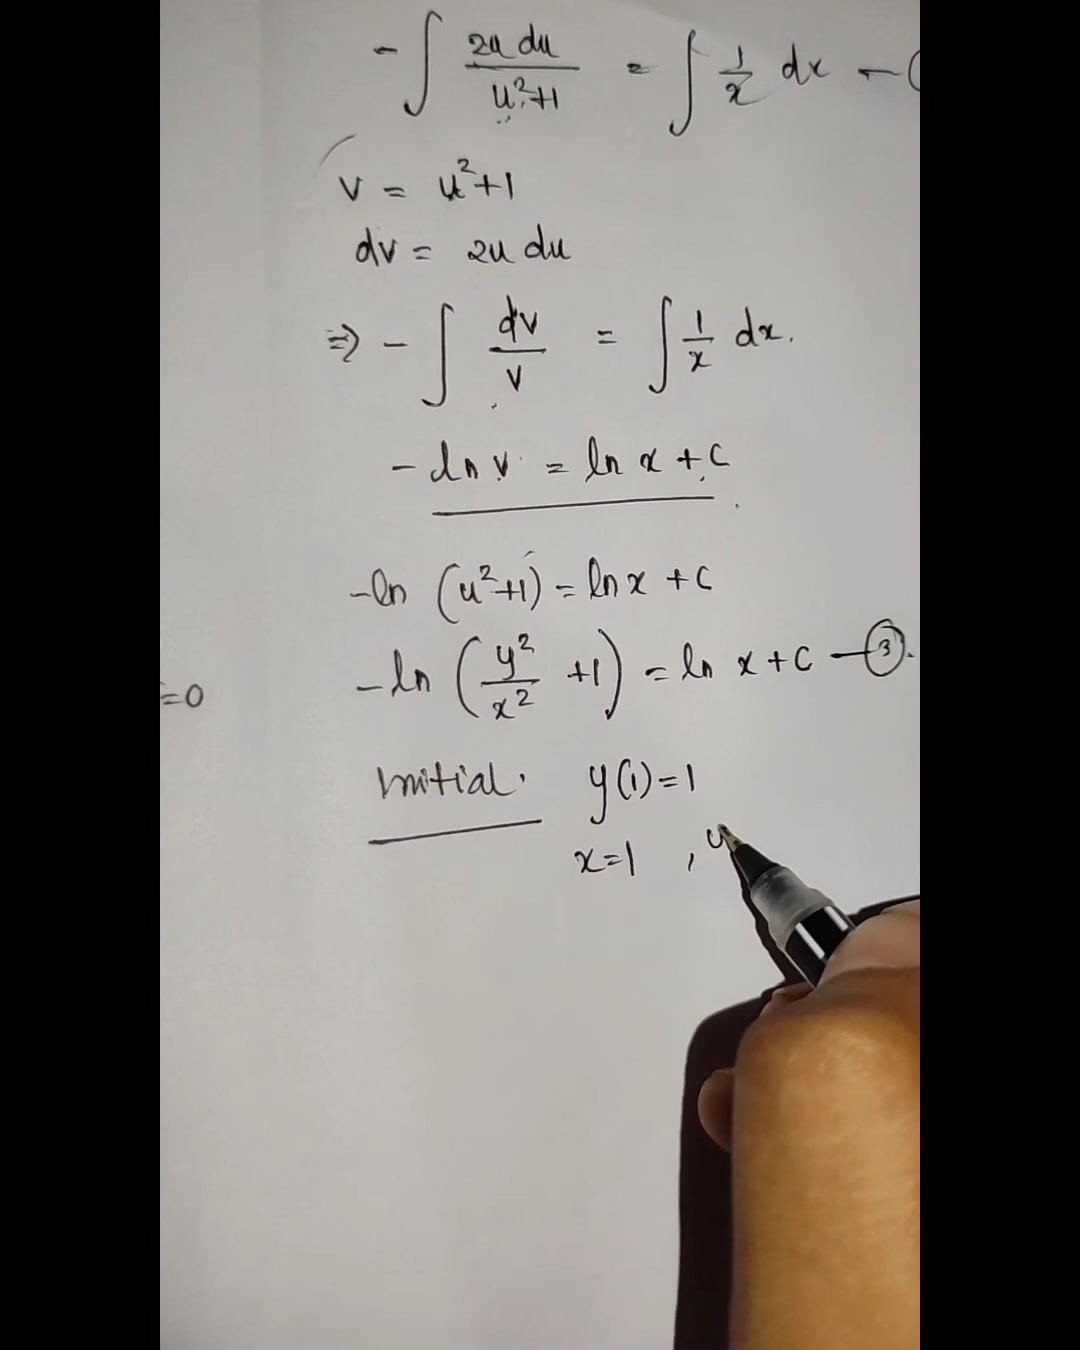 - ∫ 2u du / u²+1 = ∫ 1/x dx — (
v = u²+1
dv = 2u du
⇒ - ∫ dv/v = ∫ 1/x dx.
- ln v = ln x + c
-ln (u²+1) = ln x + c
=0
-ln (y²/x² +1) = ln x + c —③.
Initial. y(1)=1
x=1 , y